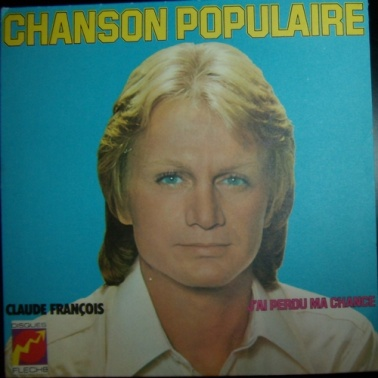 CHANSON POPULAIRE
CLAUDE FRANÇOIS
J'AI PERDU MA CHANCE
DISQUES
FLECHE